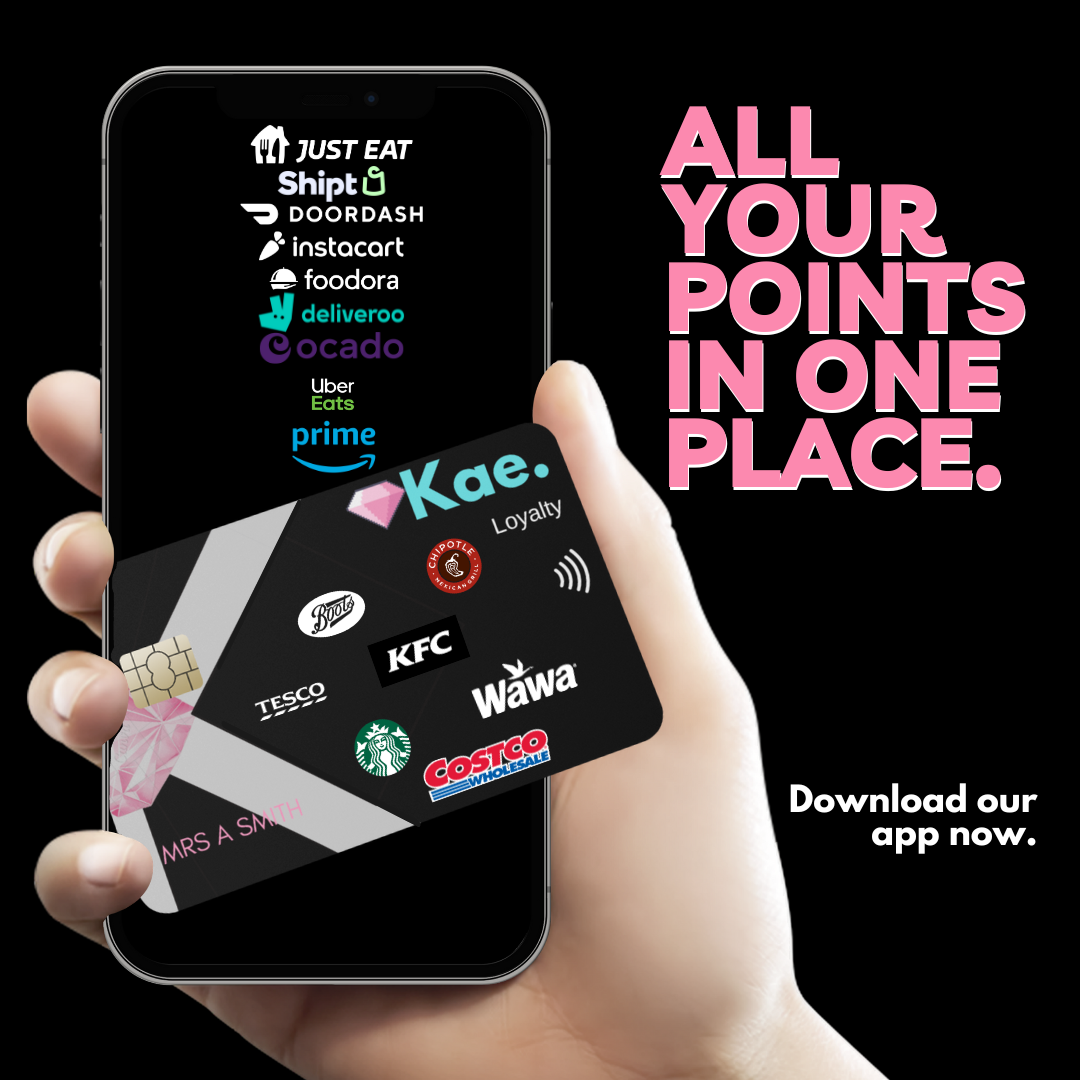 JUST EAT
Shipt
DOORDASH
instacart
foodora
deliveroo
ocado
Uber
Eats
prime
Kae.
Loyalty
CHIPOTLE
MEXICAN GRILL
Boots
KFC
TESCO
Wawa
COSTCO
WHOLESALE
MRS A SMITH
ALL
YOUR
POINTS
IN ONE
PLACE.
Download our
app now.